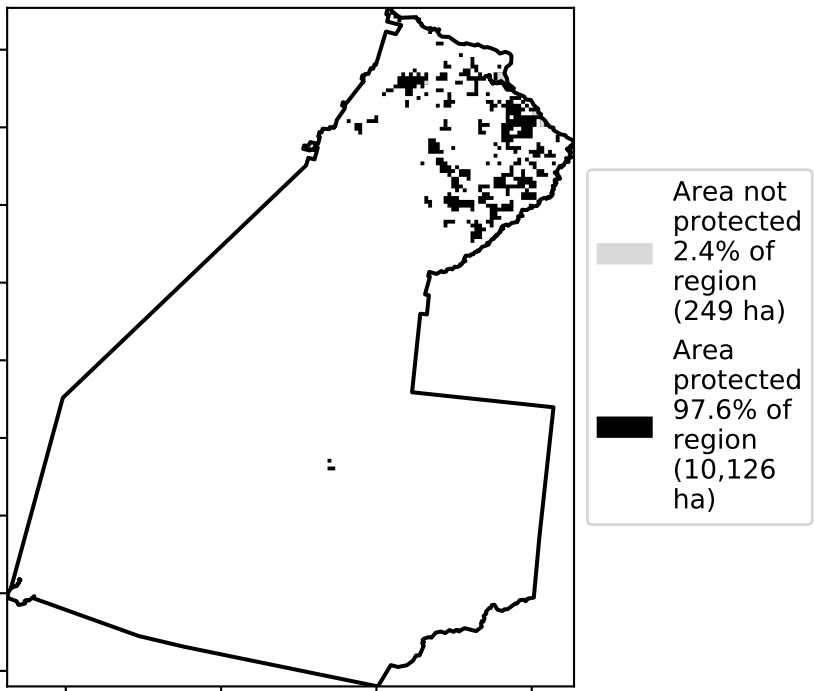 Area not
protected
2.4% of
region
(249 ha)
Area
protected
97.6% of
region
(10,126
ha)